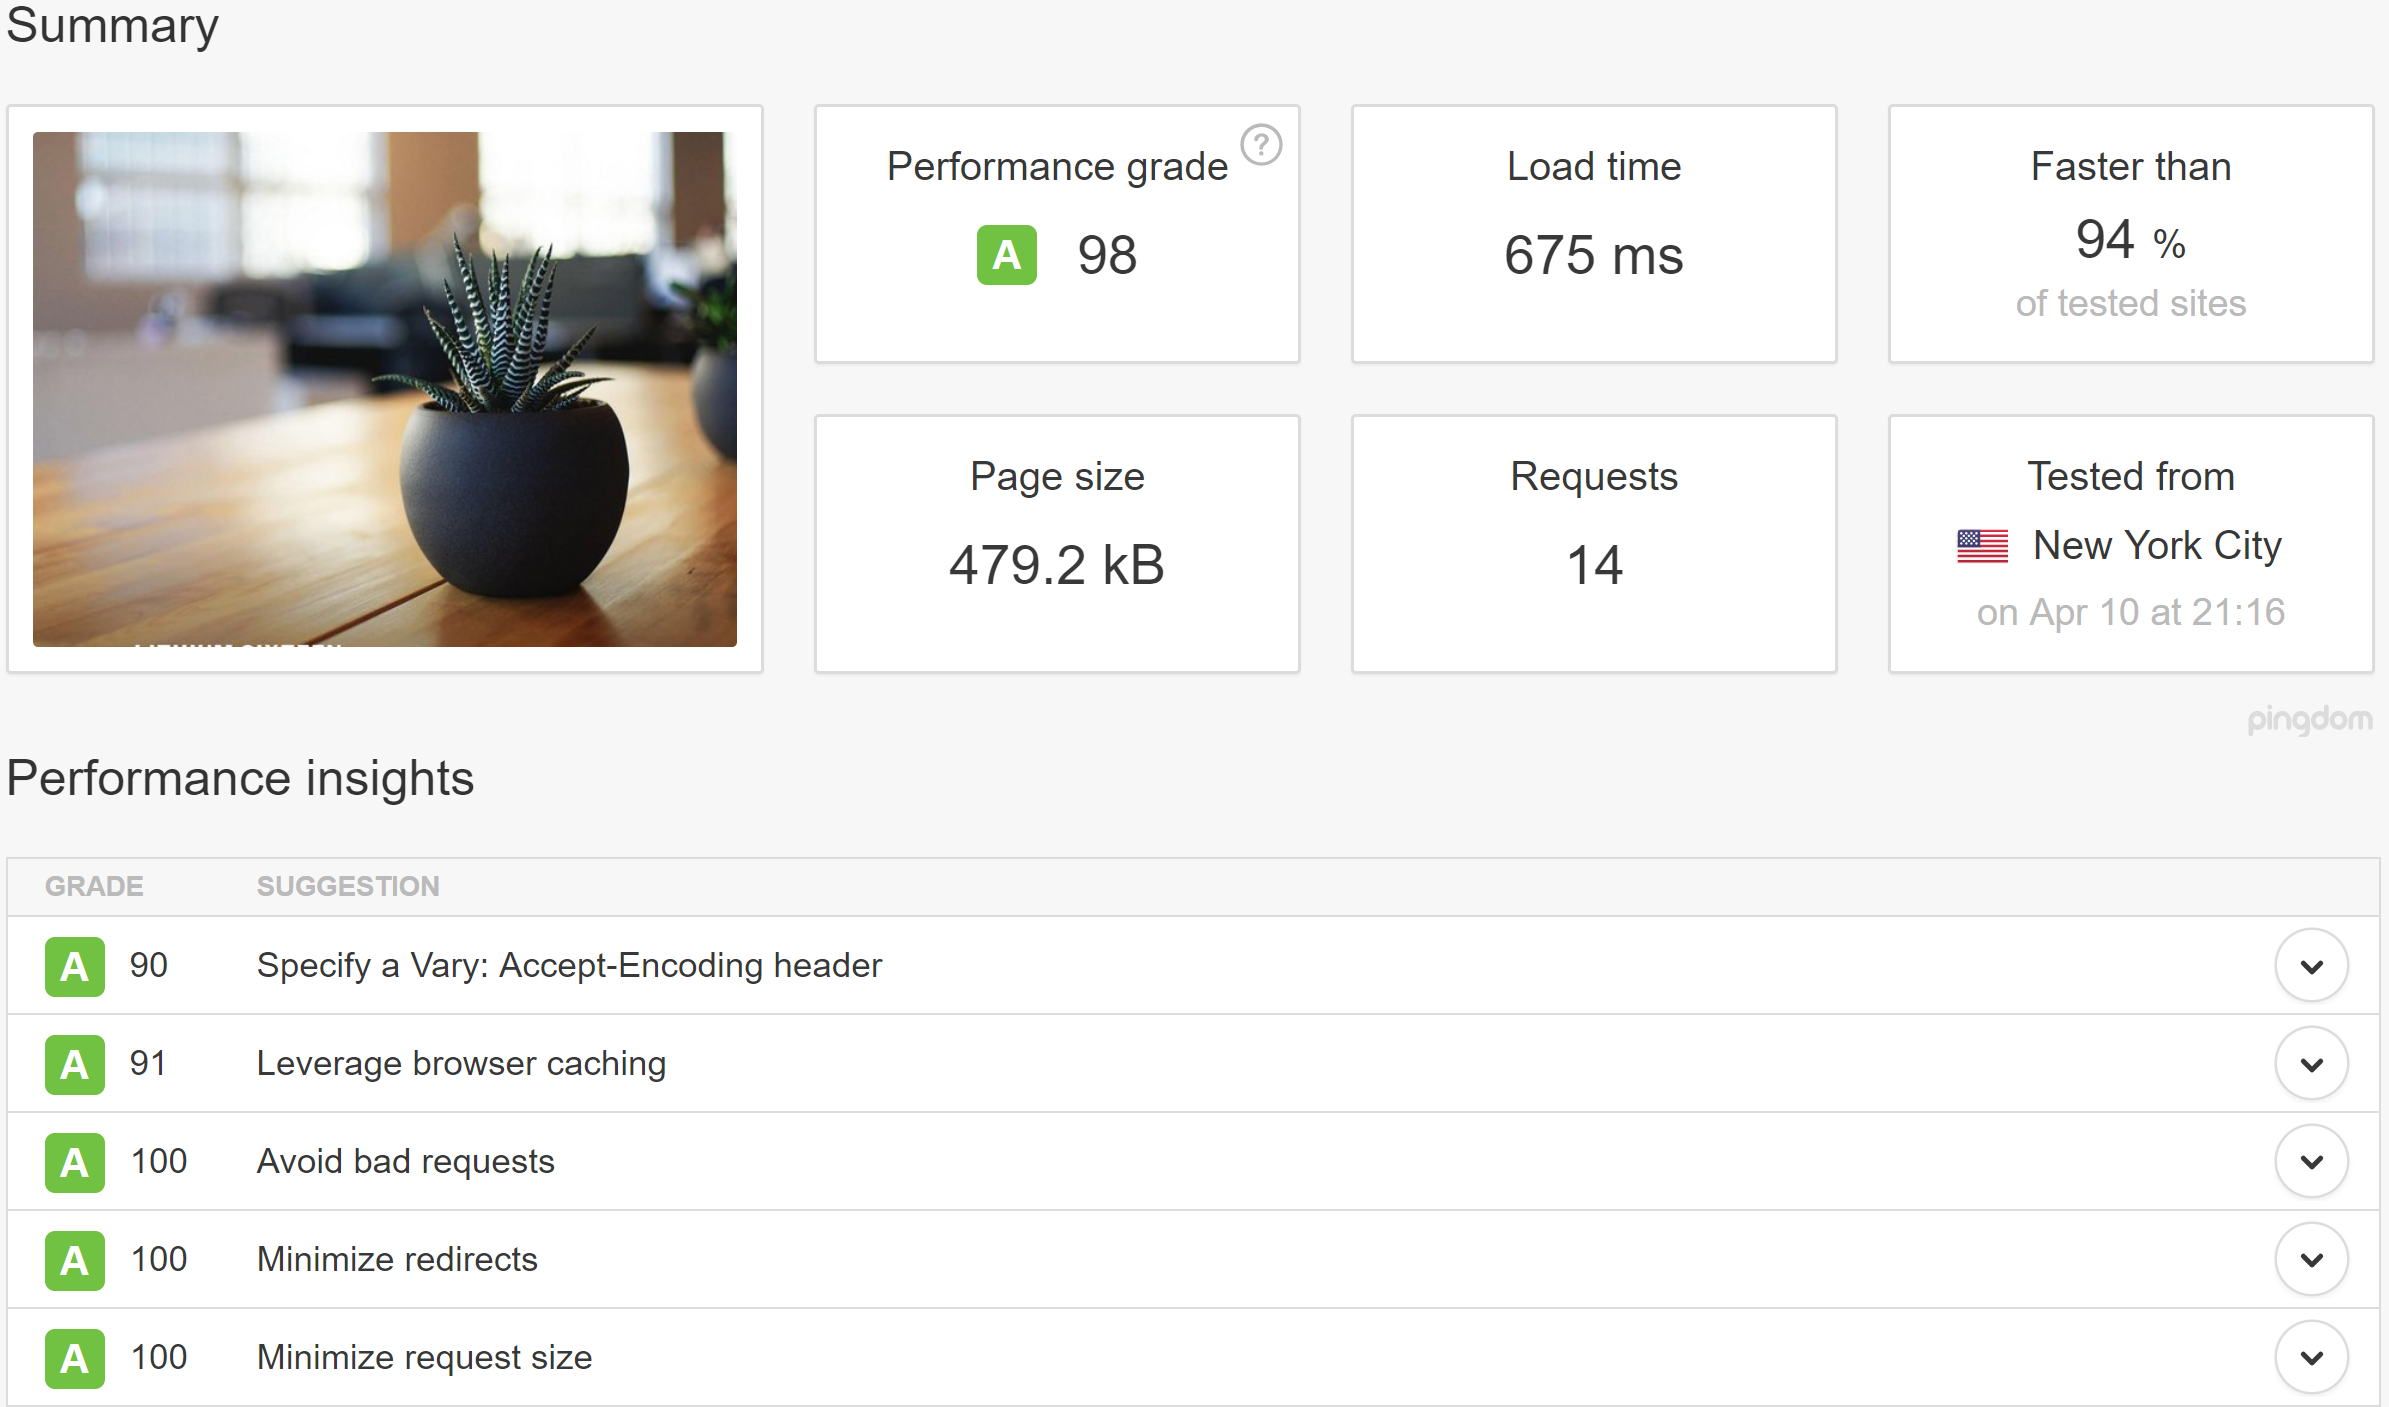 Summary
Performance grade
?
A 98
Load time
675 ms
Faster than
94 %
of tested sites
Page size
479.2 kB
Requests
14
Tested from
New York City
on Apr 10 at 21:16
pingdom
Performance insights
GRADE SUGGESTION
A 90 Specify a Vary: Accept-Encoding header
A 91 Leverage browser caching
A 100 Avoid bad requests
A 100 Minimize redirects
A 100 Minimize request size